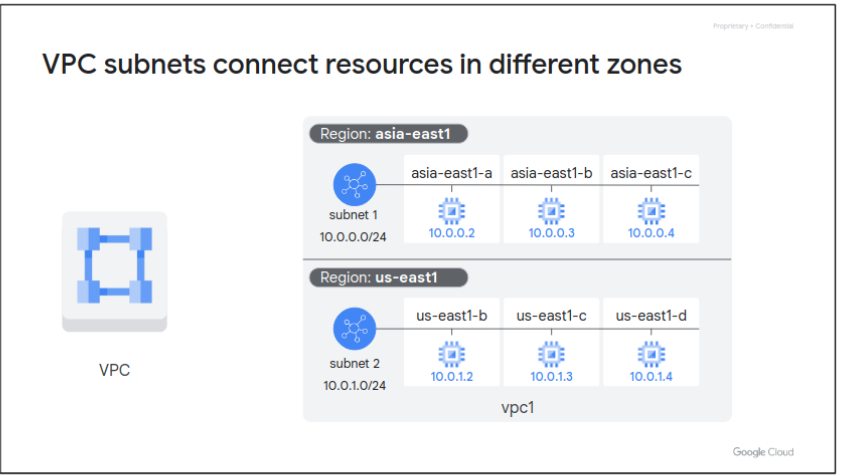 Proprietary + Confidential
VPC subnets connect resources in different zones
Region: asia-east1
asia-east1-a
asia-east1-b
asia-east1-c
subnet 1
10.0.0.0/24
10.0.0.2
10.0.0.3
10.0.0.4
Region: us-east1
us-east1-b
us-east1-c
us-east1-d
subnet 2
10.0.1.0/24
10.0.1.2
10.0.1.3
10.0.1.4
VPC
vpc1
Google Cloud